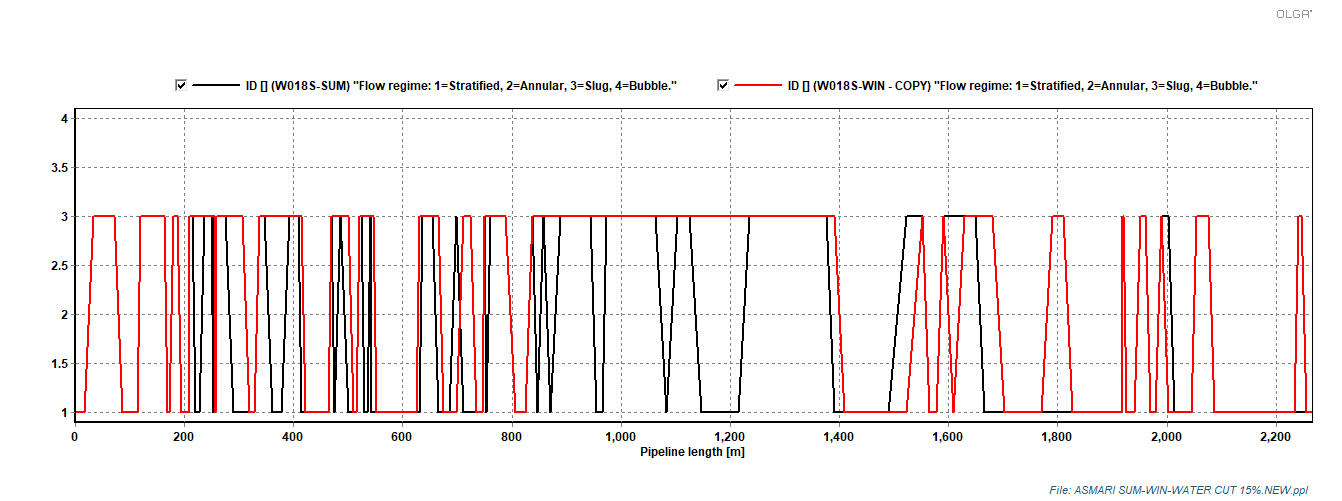 OLGA
ID [] (W018S-SUM) "Flow regime: 1=Stratified, 2=Annular, 3=Slug, 4=Bubble." ID [] (W018S-WIN - COPY) "Flow regime: 1=Stratified, 2=Annular, 3=Slug, 4=Bubble."
4
3.5
3
2.5
2
1.5
1
0 200 400 600 800 1,000 1,200 1,400 1,600 1,800 2,000 2,200
Pipeline length [m]
File: ASMARI SUM-WIN-WATER CUT 15%.NEW.ppl